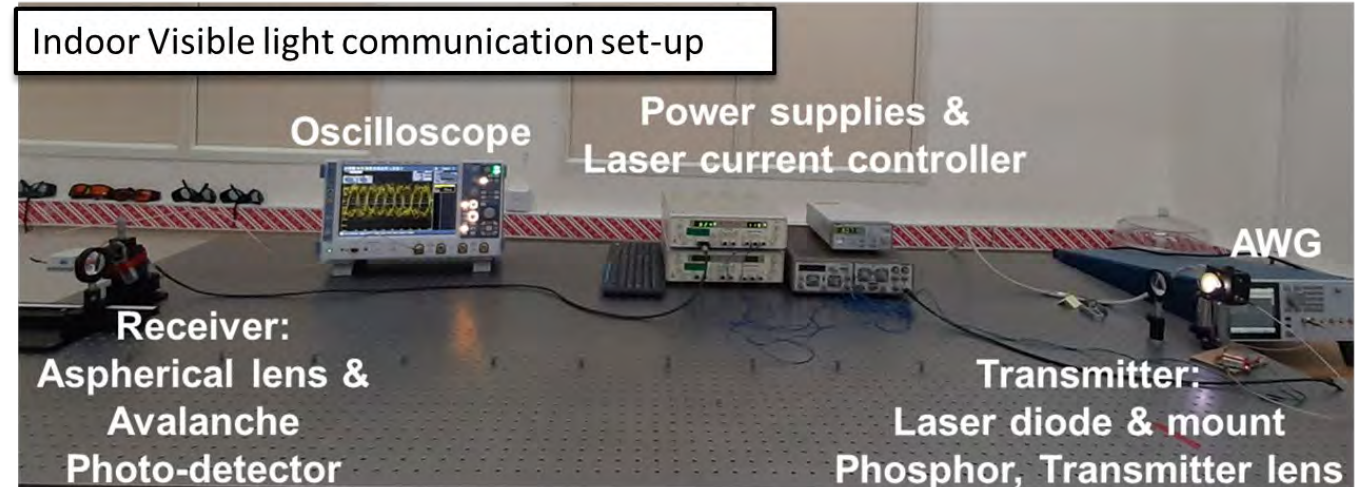 Indoor Visible light communication set-up
Oscilloscope
Power supplies &
Laser current controller
AWG
Receiver:
Aspherical lens &
Avalanche
Photo-detector
Transmitter:
Laser diode & mount
Phosphor, Transmitter lens